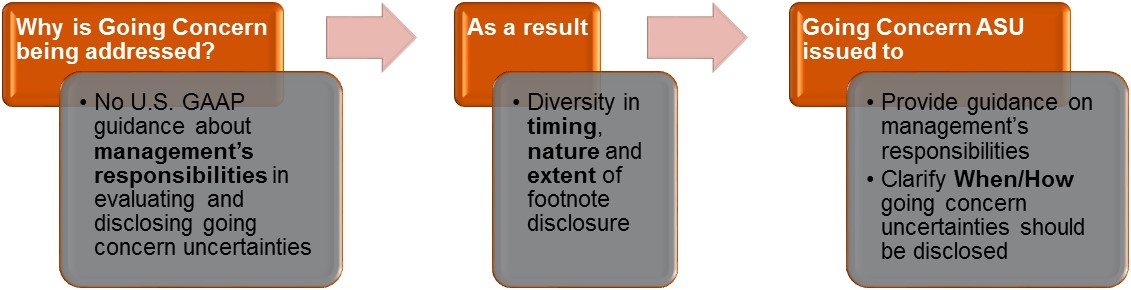 Why is Going Concern
being addressed?
• No U.S. GAAP
guidance about
management's
responsibilities in
evaluating and
disclosing going
concern uncertainties
As a result
• Diversity in
timing,
nature and
extent of
footnote
disclosure
Going Concern ASU
issued to
• Provide guidance on
management's
responsibilities
• Clarify When/How
going concern
uncertainties should
be disclosed